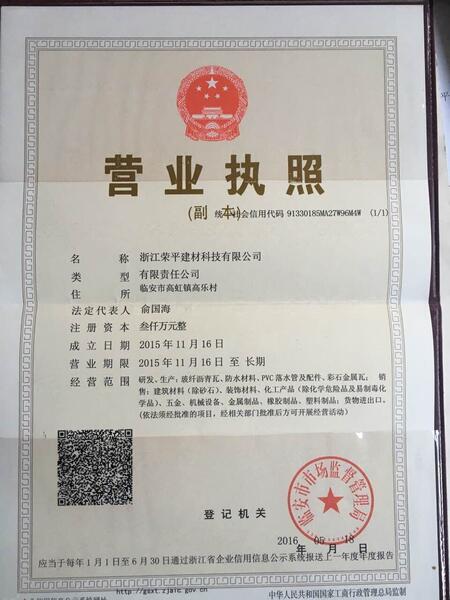 营业执照
(副 本)
统一社会信用代码 91330185MA27W96M4W (1/1)
名 称 浙江荣平建材科技有限公司
类 型 有限责任公司
住 所 临安市高虹镇高乐村
法定代表人 俞国海
注册资本 叁仟万元整
成立日期 2015年11月16日
营业期限 2015年11月16日 至 长期
经营范围 研发、生产:玻纤沥青瓦、防水材料、PVC落水管及配件、彩石金属瓦; 销
售:建筑材料(除砂石)、装饰材料、化工产品(除化学危险品及易制毒化
学品)、五金、机械设备、金属制品、橡胶制品、塑料制品;货物进出口。
(依法须经批准的项目,经相关部门批准后方可开展经营活动)
临安市市场监督管理局
登记机关
2016 05 18
年 月 日
应当于每年1月1日至6月30日通过浙江省企业信用信息公示系统报送上一年度年度报告
http://gsxt.zjaic.gov.cn
中华人民共和国国家工商行政管理总局监制